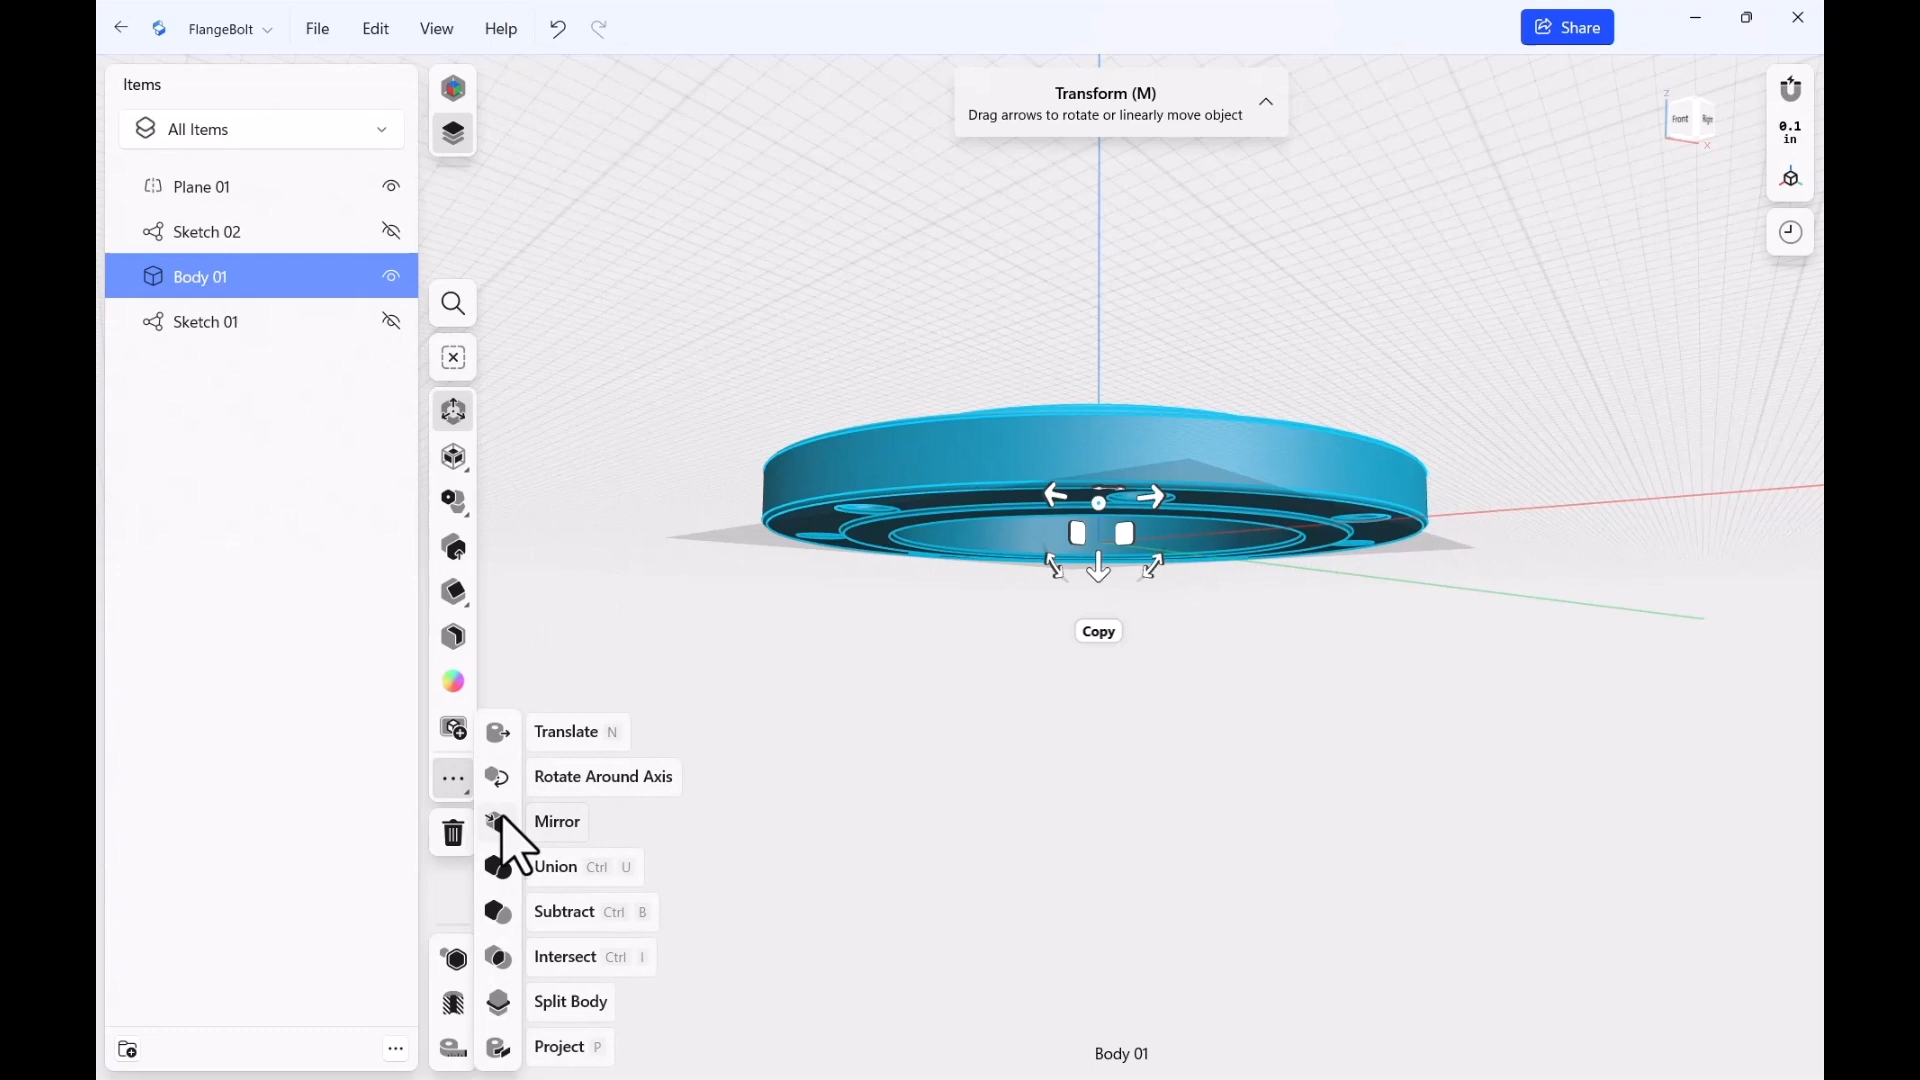 FlangeBolt
File
Edit
View
Help
Share
Items
All Items
Plane 01
Sketch 02
Body 01
Sketch 01
Transform (M)
Drag arrows to rotate or linearly move object
Z
Front
Right
X
0.1
in
Copy
Translate N
Rotate Around Axis
Mirror
Union Ctrl U
Subtract Ctrl B
Intersect Ctrl I
Split Body
Project P
Body 01